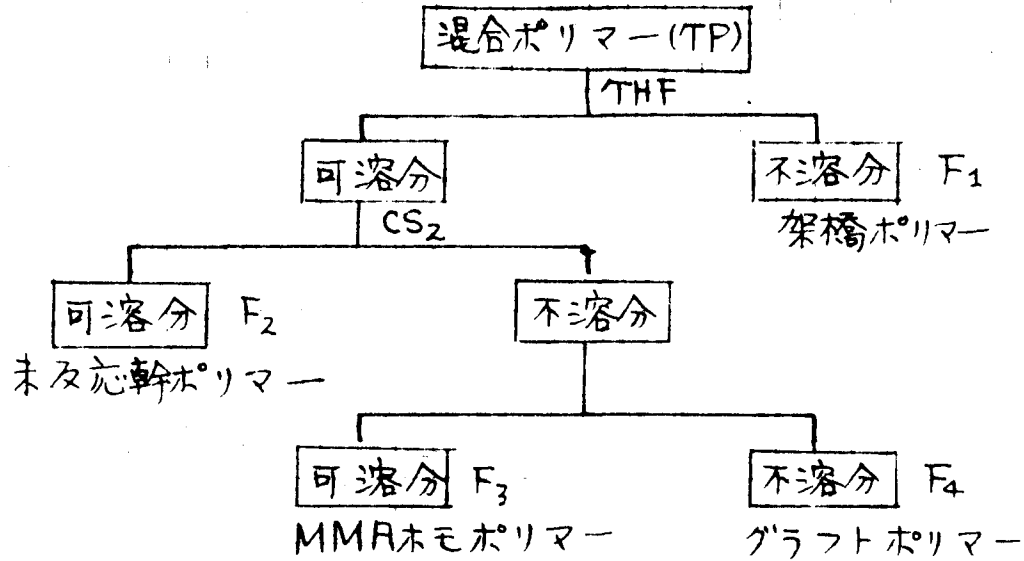 混合ポリマー(TP)
THF
可溶分
不溶分 F1
架橋ポリマー
CS2
可溶分 F2
不溶分
未反応幹ポリマー
可溶分 F3
不溶分 F4
MMAホモポリマー
グラフトポリマー